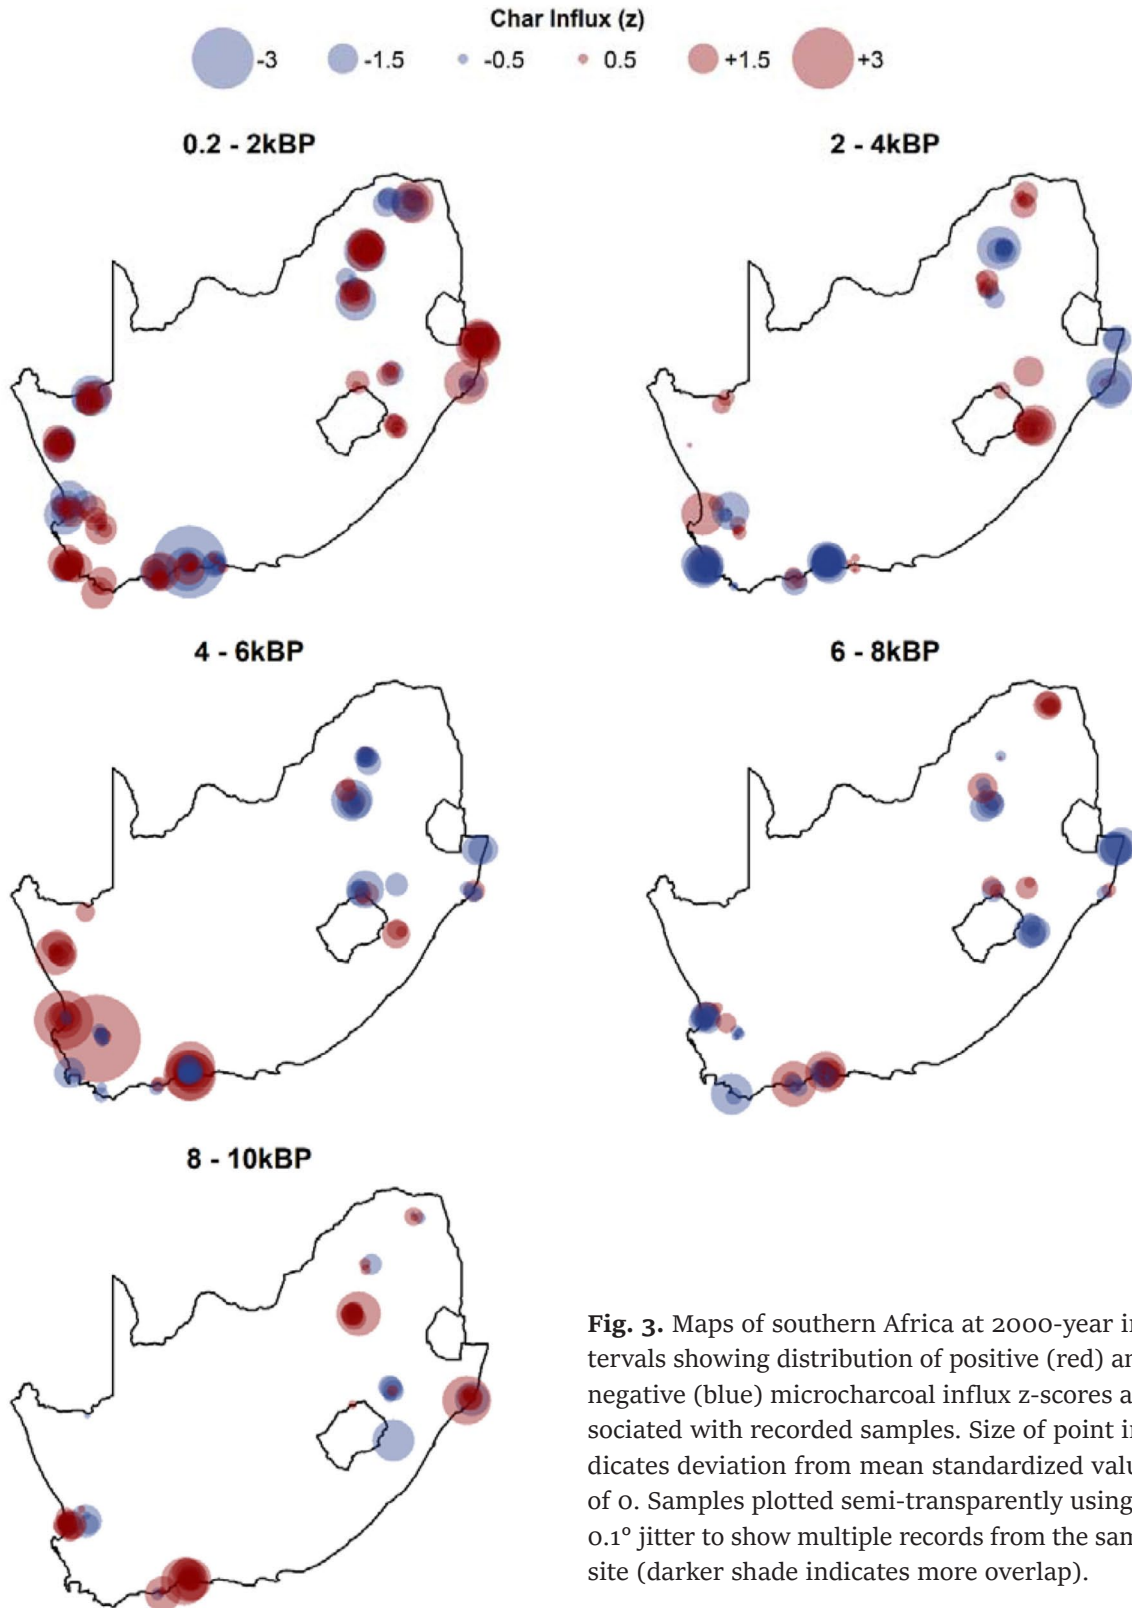 Char Influx (z)
-3 -1.5 -0.5 0.5 +1.5 +3
0.2 - 2kBP
2 - 4kBP
4 - 6kBP
6 - 8kBP
8 - 10kBP
Fig. 3. Maps of southern Africa at 2000-year in
tervals showing distribution of positive (red) an
negative (blue) microcharcoal influx z-scores a
sociated with recorded samples. Size of point in
dicates deviation from mean standardized valu
of 0. Samples plotted semi-transparently using
0.1° jitter to show multiple records from the sam
site (darker shade indicates more overlap).